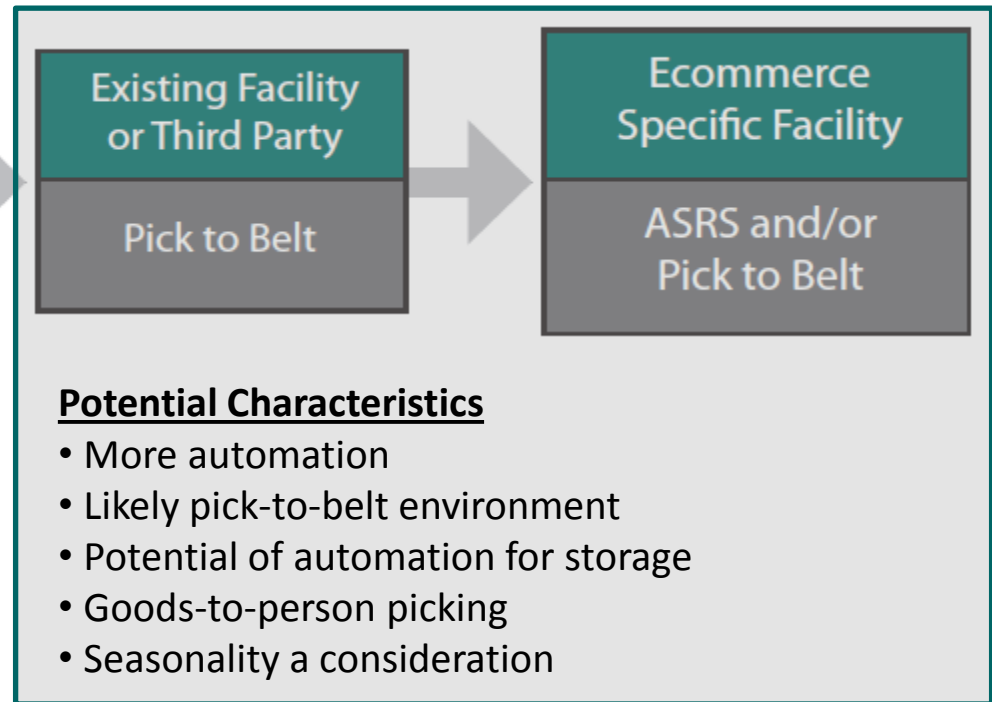 Existing Facility
or Third Party
Pick to Belt
Ecommerce
Specific Facility
ASRS and/or
Pick to Belt
Potential Characteristics
• More automation
• Likely pick-to-belt environment
• Potential of automation for storage
• Goods-to-person picking
• Seasonality a consideration